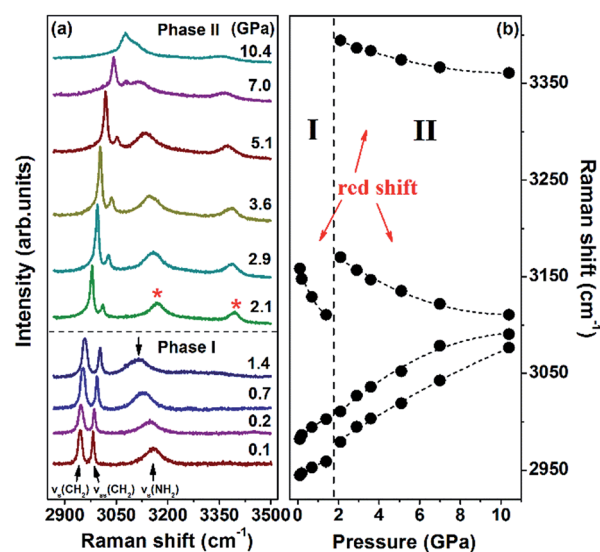 (a) Phase II (GPa)
10.4
7.0
5.1
3.6
2.9
2.1
* *
Phase I
1.4
0.7
0.2
0.1
νs(CH2) νas(CH2) νs(NH2)
2900 3050 3200 3350 3500
Raman shift (cm-1)
Intensity (arb.units)
(b)
I II
red shift
3350
3250
3150
3050
2950
Raman shift (cm-1)
0 2 4 6 8 10 12
Pressure (GPa)